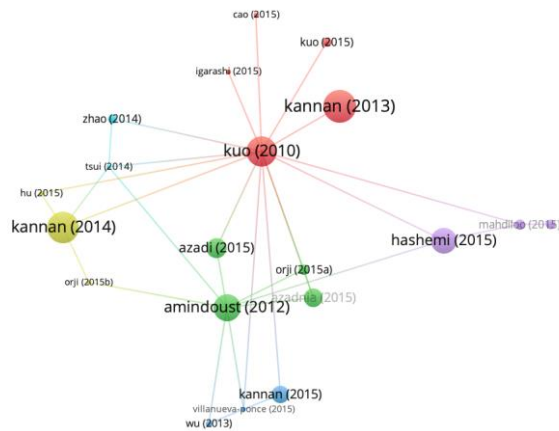 cao (2015)
kuo (2015)
igarashi (2015)
kannan (2013)
zhao (2014)
kuo (2010)
tsui (2014)
hu (2015)
kannan (2014)
mahdiloo (2015)
azadi (2015)
hashemi (2015)
orji (2015a)
orji (2015b)
azadnia (2015)
amindoust (2012)
kannan (2015)
villanueva-ponce (2015)
wu (2013)